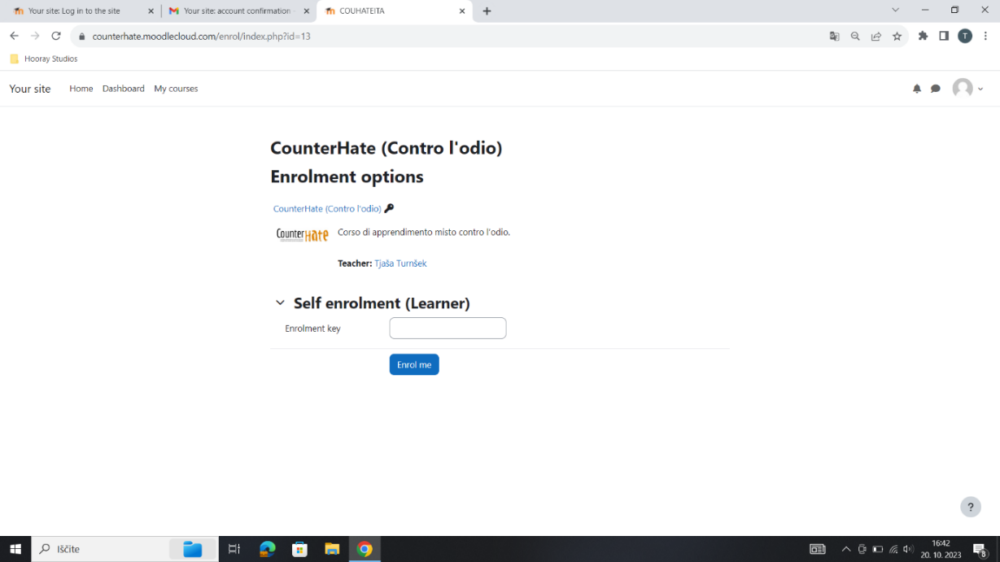 Your site: Log in to the site
Your site: account confirmation
COUHATEITA
counterhate.moodlecloud.com/enrol/index.php?id=13
T
Hooray Studios
Your site Home Dashboard My courses
CounterHate (Contro l'odio)
Enrolment options
CounterHate (Contro l'odio)
CounterHate
Corso di apprendimento misto contro l'odio.
Teacher: Tjaša Turnšek
Self enrolment (Learner)
Enrolment key
Enrol me
?
Iščite
16:42
20. 10. 2023
8